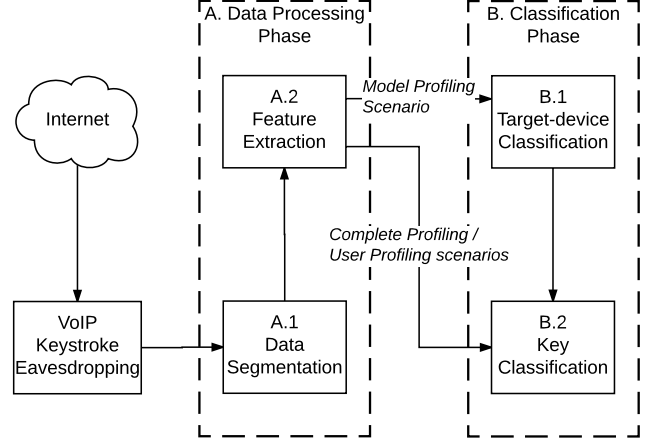 A. Data Processing
Phase
B. Classification
Phase
Internet
A.2
Feature
Extraction
Model Profiling
Scenario
B.1
Target-device
Classification
Complete Profiling /
User Profiling scenarios
VoIP
Keystroke
Eavesdropping
A.1
Data
Segmentation
B.2
Key
Classification